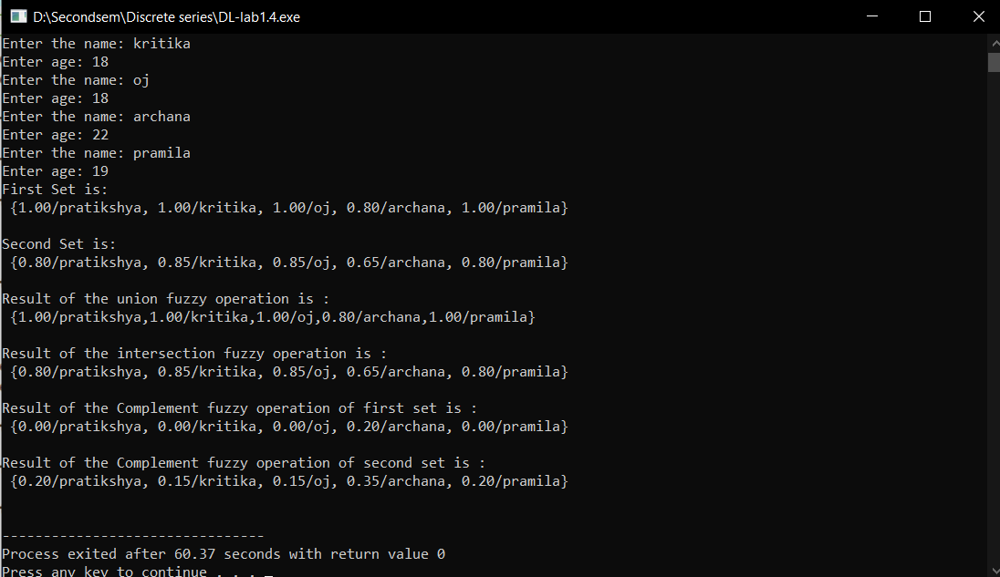 D:\Secondsem\Discrete series\DL-lab1.4.exe
Enter the name: kritika
Enter age: 18
Enter the name: oj
Enter age: 18
Enter the name: archana
Enter age: 22
Enter the name: pramila
Enter age: 19
First Set is:
 {1.00/pratikshya, 1.00/kritika, 1.00/oj, 0.80/archana, 1.00/pramila}
Second Set is:
 {0.80/pratikshya, 0.85/kritika, 0.85/oj, 0.65/archana, 0.80/pramila}
Result of the union fuzzy operation is :
 {1.00/pratikshya,1.00/kritika,1.00/oj,0.80/archana,1.00/pramila}
Result of the intersection fuzzy operation is :
 {0.80/pratikshya, 0.85/kritika, 0.85/oj, 0.65/archana, 0.80/pramila}
Result of the Complement fuzzy operation of first set is :
 {0.00/pratikshya, 0.00/kritika, 0.00/oj, 0.20/archana, 0.00/pramila}
Result of the Complement fuzzy operation of second set is :
 {0.20/pratikshya, 0.15/kritika, 0.15/oj, 0.35/archana, 0.20/pramila}
--------------------------------
Process exited after 60.37 seconds with return value 0
Press any key to continue . . . _